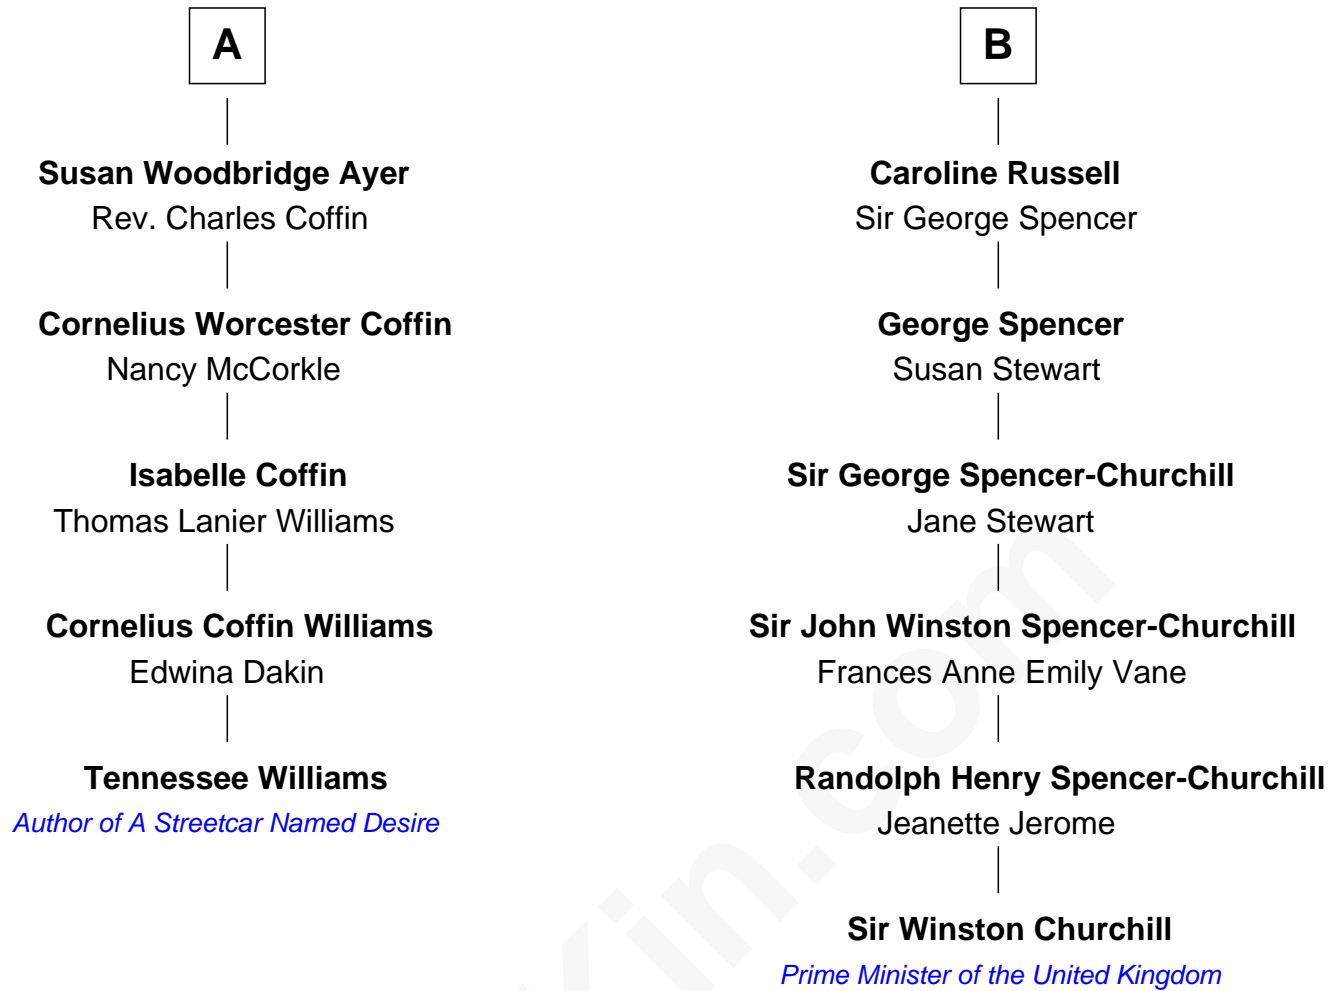 A
Susan Woodbridge Ayer
Rev. Charles Coffin
Cornelius Worcester Coffin
Nancy McCorkle
Isabelle Coffin
Thomas Lanier Williams
Cornelius Coffin Williams
Edwina Dakin
Tennessee Williams
Author of A Streetcar Named Desire
B
Caroline Russell
Sir George Spencer
George Spencer
Susan Stewart
Sir George Spencer-Churchill
Jane Stewart
Sir John Winston Spencer-Churchill
Frances Anne Emily Vane
Randolph Henry Spencer-Churchill
Jeanette Jerome
Sir Winston Churchill
Prime Minister of the United Kingdom
Kin.com